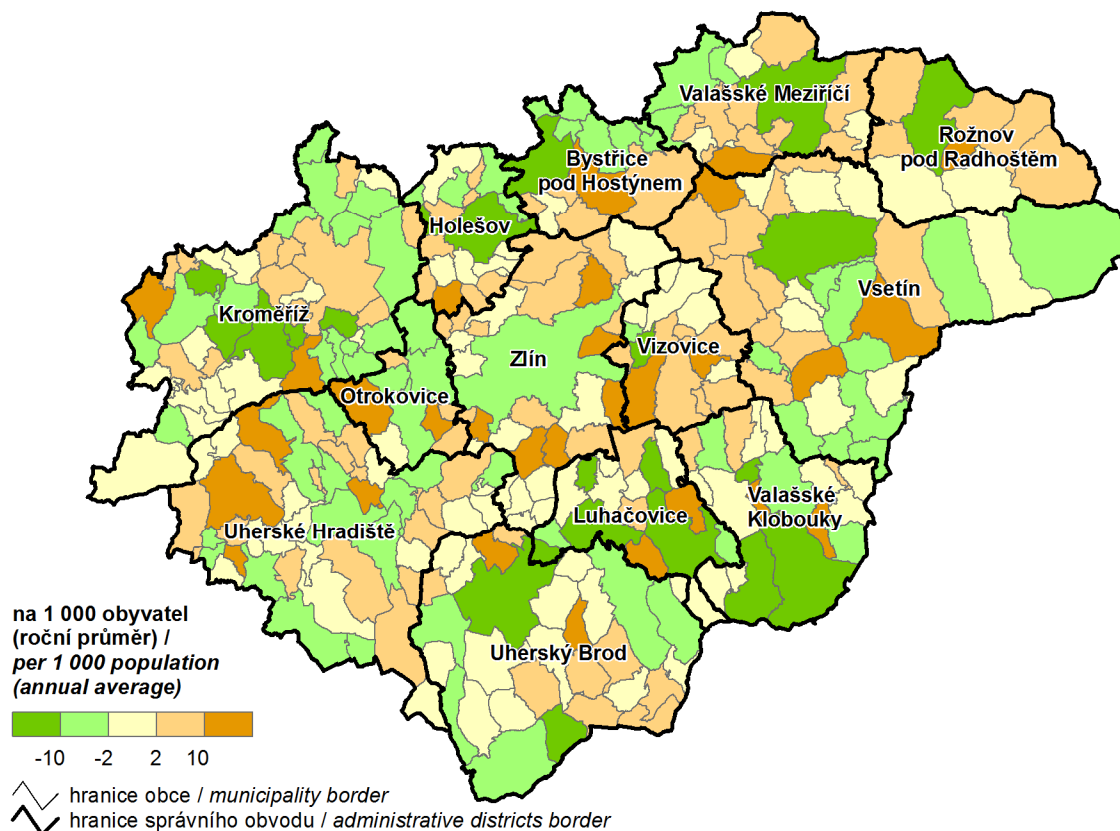 Valašské Meziříčí
Rožnov
pod Radhoštěm
Bystřice
pod Hostýnem
Holešov
Vsetín
Kroměříž
Zlín
Vizovice
Otrokovice
Valašské
Klobouky
Luhačovice
Uherské Hradiště
Uherský Brod
na 1 000 obyvatel
(roční průměr) /
per 1 000 population
(annual average)
-10 -2 2 10
hranice obce / municipality border
hranice správního obvodu / administrative districts border